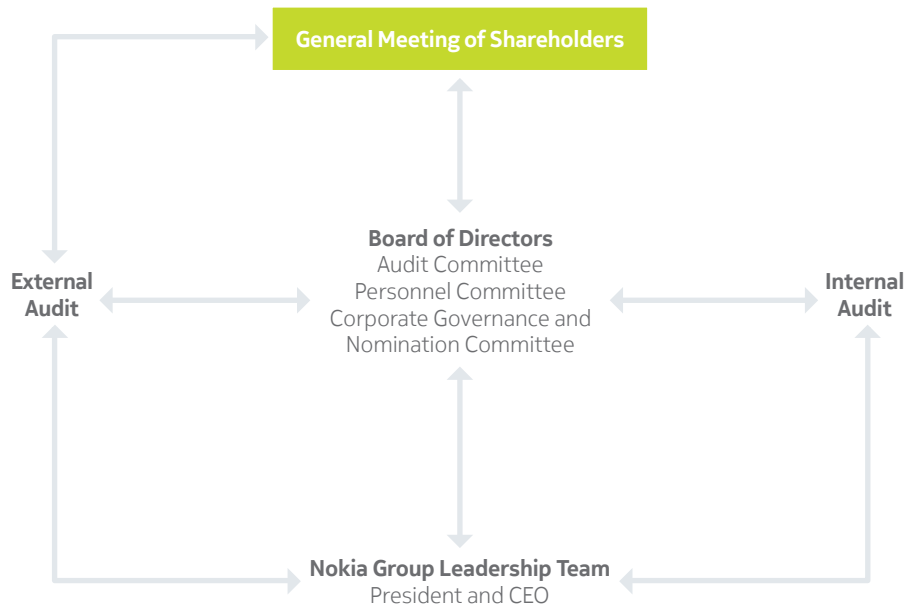 General Meeting of Shareholders
Board of Directors
Audit Committee
Personnel Committee
Corporate Governance and
Nomination Committee
External
Audit
Internal
Audit
Nokia Group Leadership Team
President and CEO